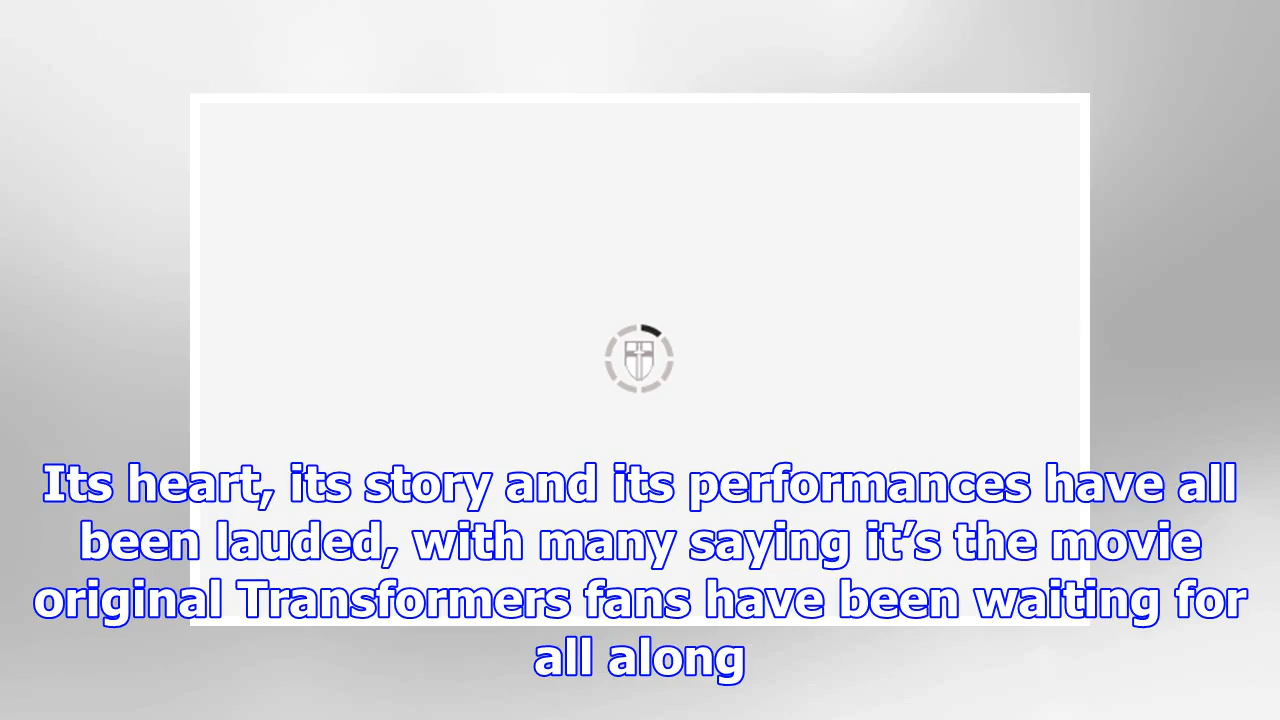 Its heart, its story and its performances have all
been lauded, with many saying it’s the movie
original Transformers fans have been waiting for
all along